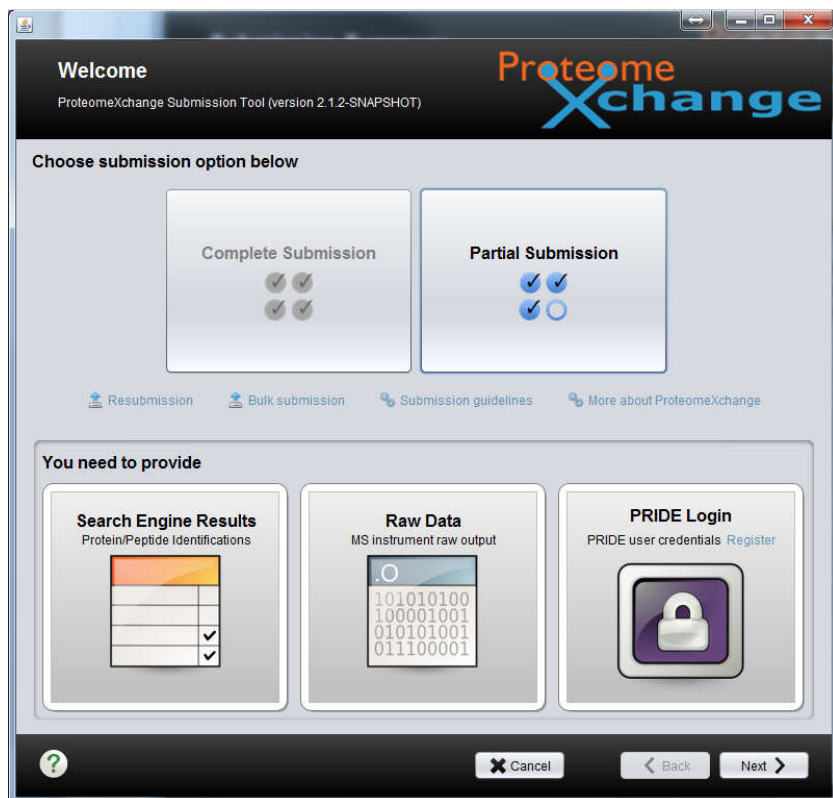 Welcome
ProteomeXchange Submission Tool (version 2.1.2-SNAPSHOT)
Proteome
Xchange
Choose submission option below
Complete Submission
Partial Submission
Resubmission
Bulk submission
Submission guidelines
More about ProteomeXchange
You need to provide
Search Engine Results
Protein/Peptide Identifications
Raw Data
MS instrument raw output
.O
101010100
100001001
010101001
011100001
PRIDE Login
PRIDE user credentials Register
?
Cancel
Back
Next